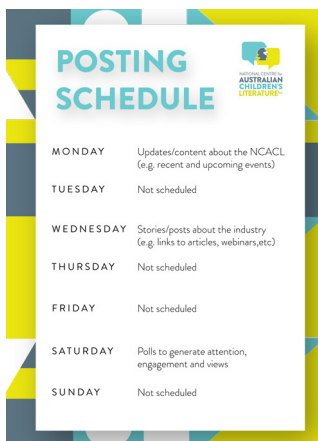 POSTING
SCHEDULE
NATIONAL CENTRE for
AUSTRALIAN
CHILDREN'S
LITERATURE
MONDAY Updates/content about the NCACL
(e.g. recent and upcoming events)
TUESDAY Not scheduled
WEDNESDAY Stories/posts about the industry
(e.g. links to articles, webinars,etc)
THURSDAY Not scheduled
FRIDAY Not scheduled
SATURDAY Polls to generate attention,
engagement and views
SUNDAY Not scheduled